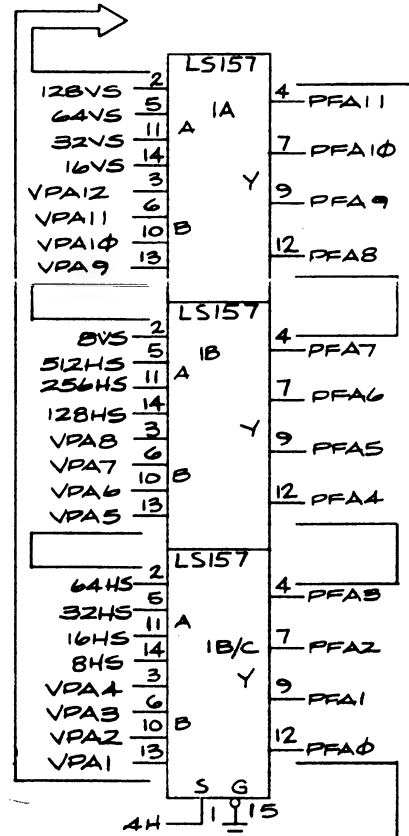 LS157
128VS 2
64VS 5
32VS 11 A
16VS 14
VPA12 3
VPA11 6
VPA1Φ 10 B
VPA9 13
1A
Y
4 PFA11
7 PFA1Φ
9 PFA9
12 PFA8
LS157
8VS 2
512HS 5
256HS 11 A
128HS 14
VPA8 3
VPA7 6
VPA6 10 B
VPA5 13
1B
Y
4 PFA7
7 PFA6
9 PFA5
12 PFA4
LS157
64HS 2
32HS 5
16HS 11 A
8HS 14
VPA4 3
VPA3 6
VPA2 10 B
VPA1 13
1B/C
Y
4 PFA3
7 PFA2
9 PFA1
12 PFAΦ
S G
4H 1 15